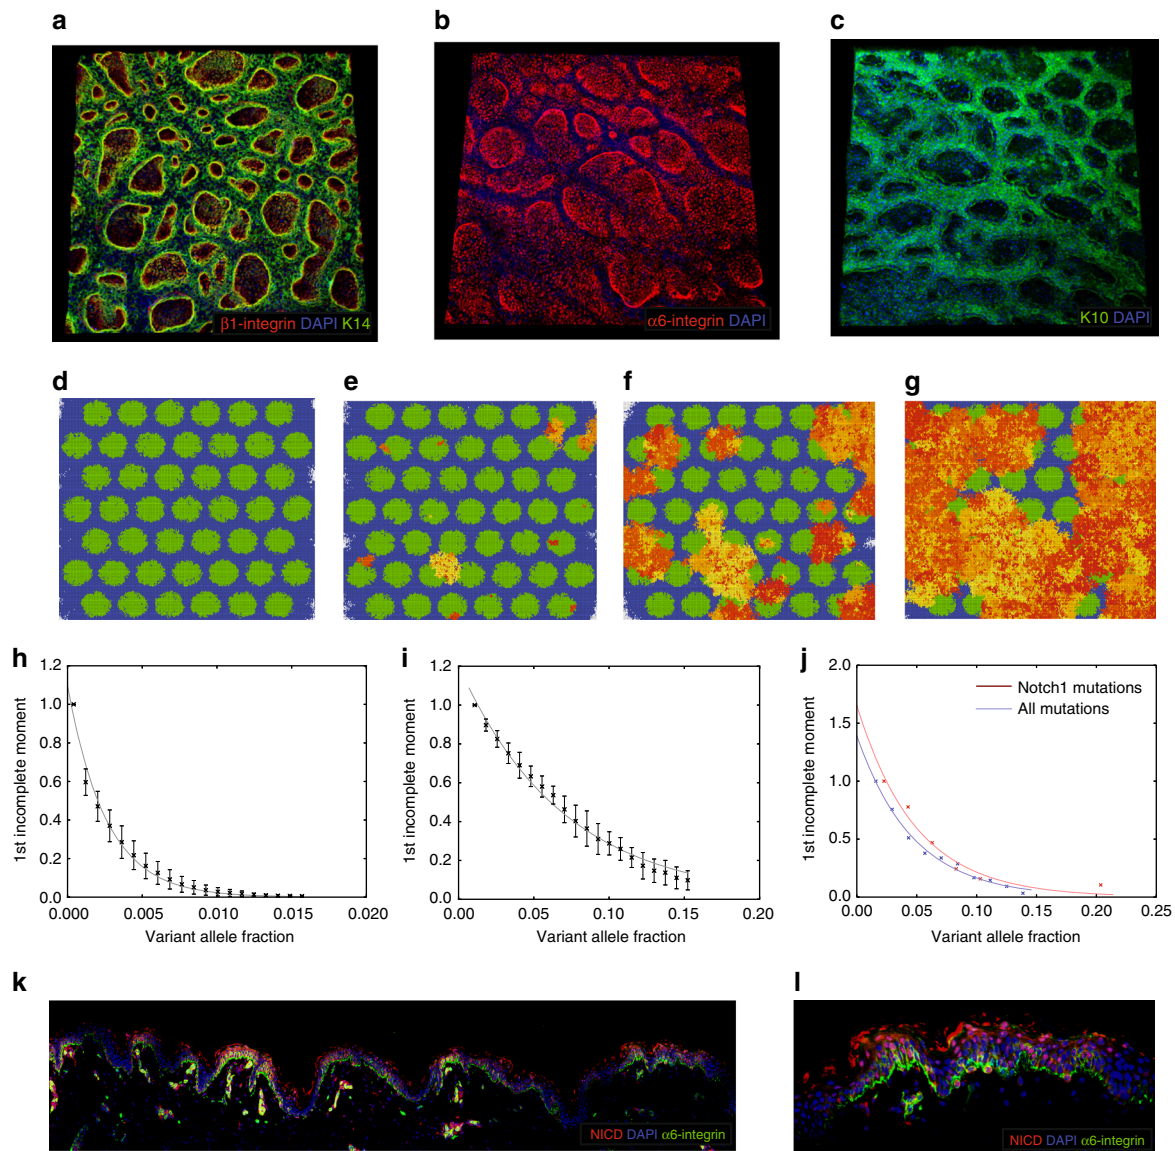 a
b
c
β1-integrin DAPI K14
α6-integrin DAPI
K10 DAPI
d
e
f
g
h
i
j
1.2
1.0
0.8
0.6
0.4
0.2
0
0.000
0.005
0.010
0.015
0.020
1st incomplete moment
Variant allele fraction
1.2
1.0
0.8
0.6
0.4
0.2
0.0
0.00
0.05
0.10
0.15
0.20
1st incomplete moment
Variant allele fraction
2.0
1.5
1.0
0.5
0.0
0.00
0.05
0.10
0.15
0.20
0.25
1st incomplete moment
Variant allele fraction
Notch1 mutations
All mutations
k
l
NICD DAPI α6-integrin
NICD DAPI α6-integrin